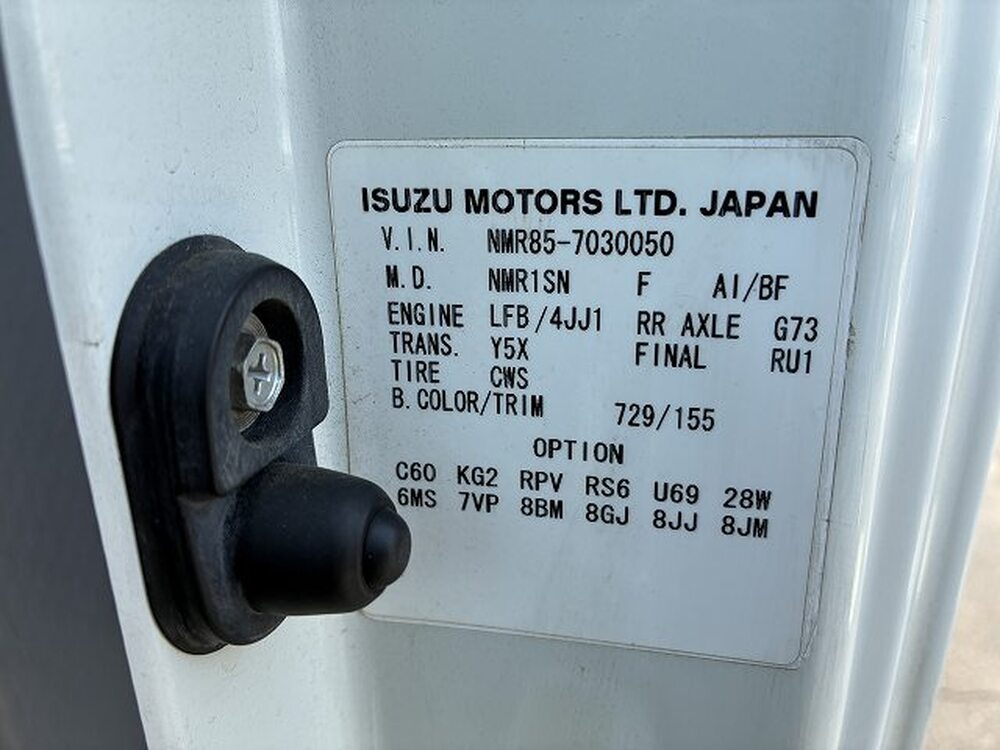 ISUZU MOTORS LTD. JAPAN
V.I.N. NMR85-7030050
M.D. NMR1SN F AI/BF
ENGINE LFB/4JJ1 RR AXLE G73
TRANS. Y5X FINAL RU1
TIRE CWS
B.COLOR/TRIM 729/155
OPTION
C60 KG2 RPV RS6 U69 28W
6MS 7VP 8BM 8GJ 8JJ 8JM